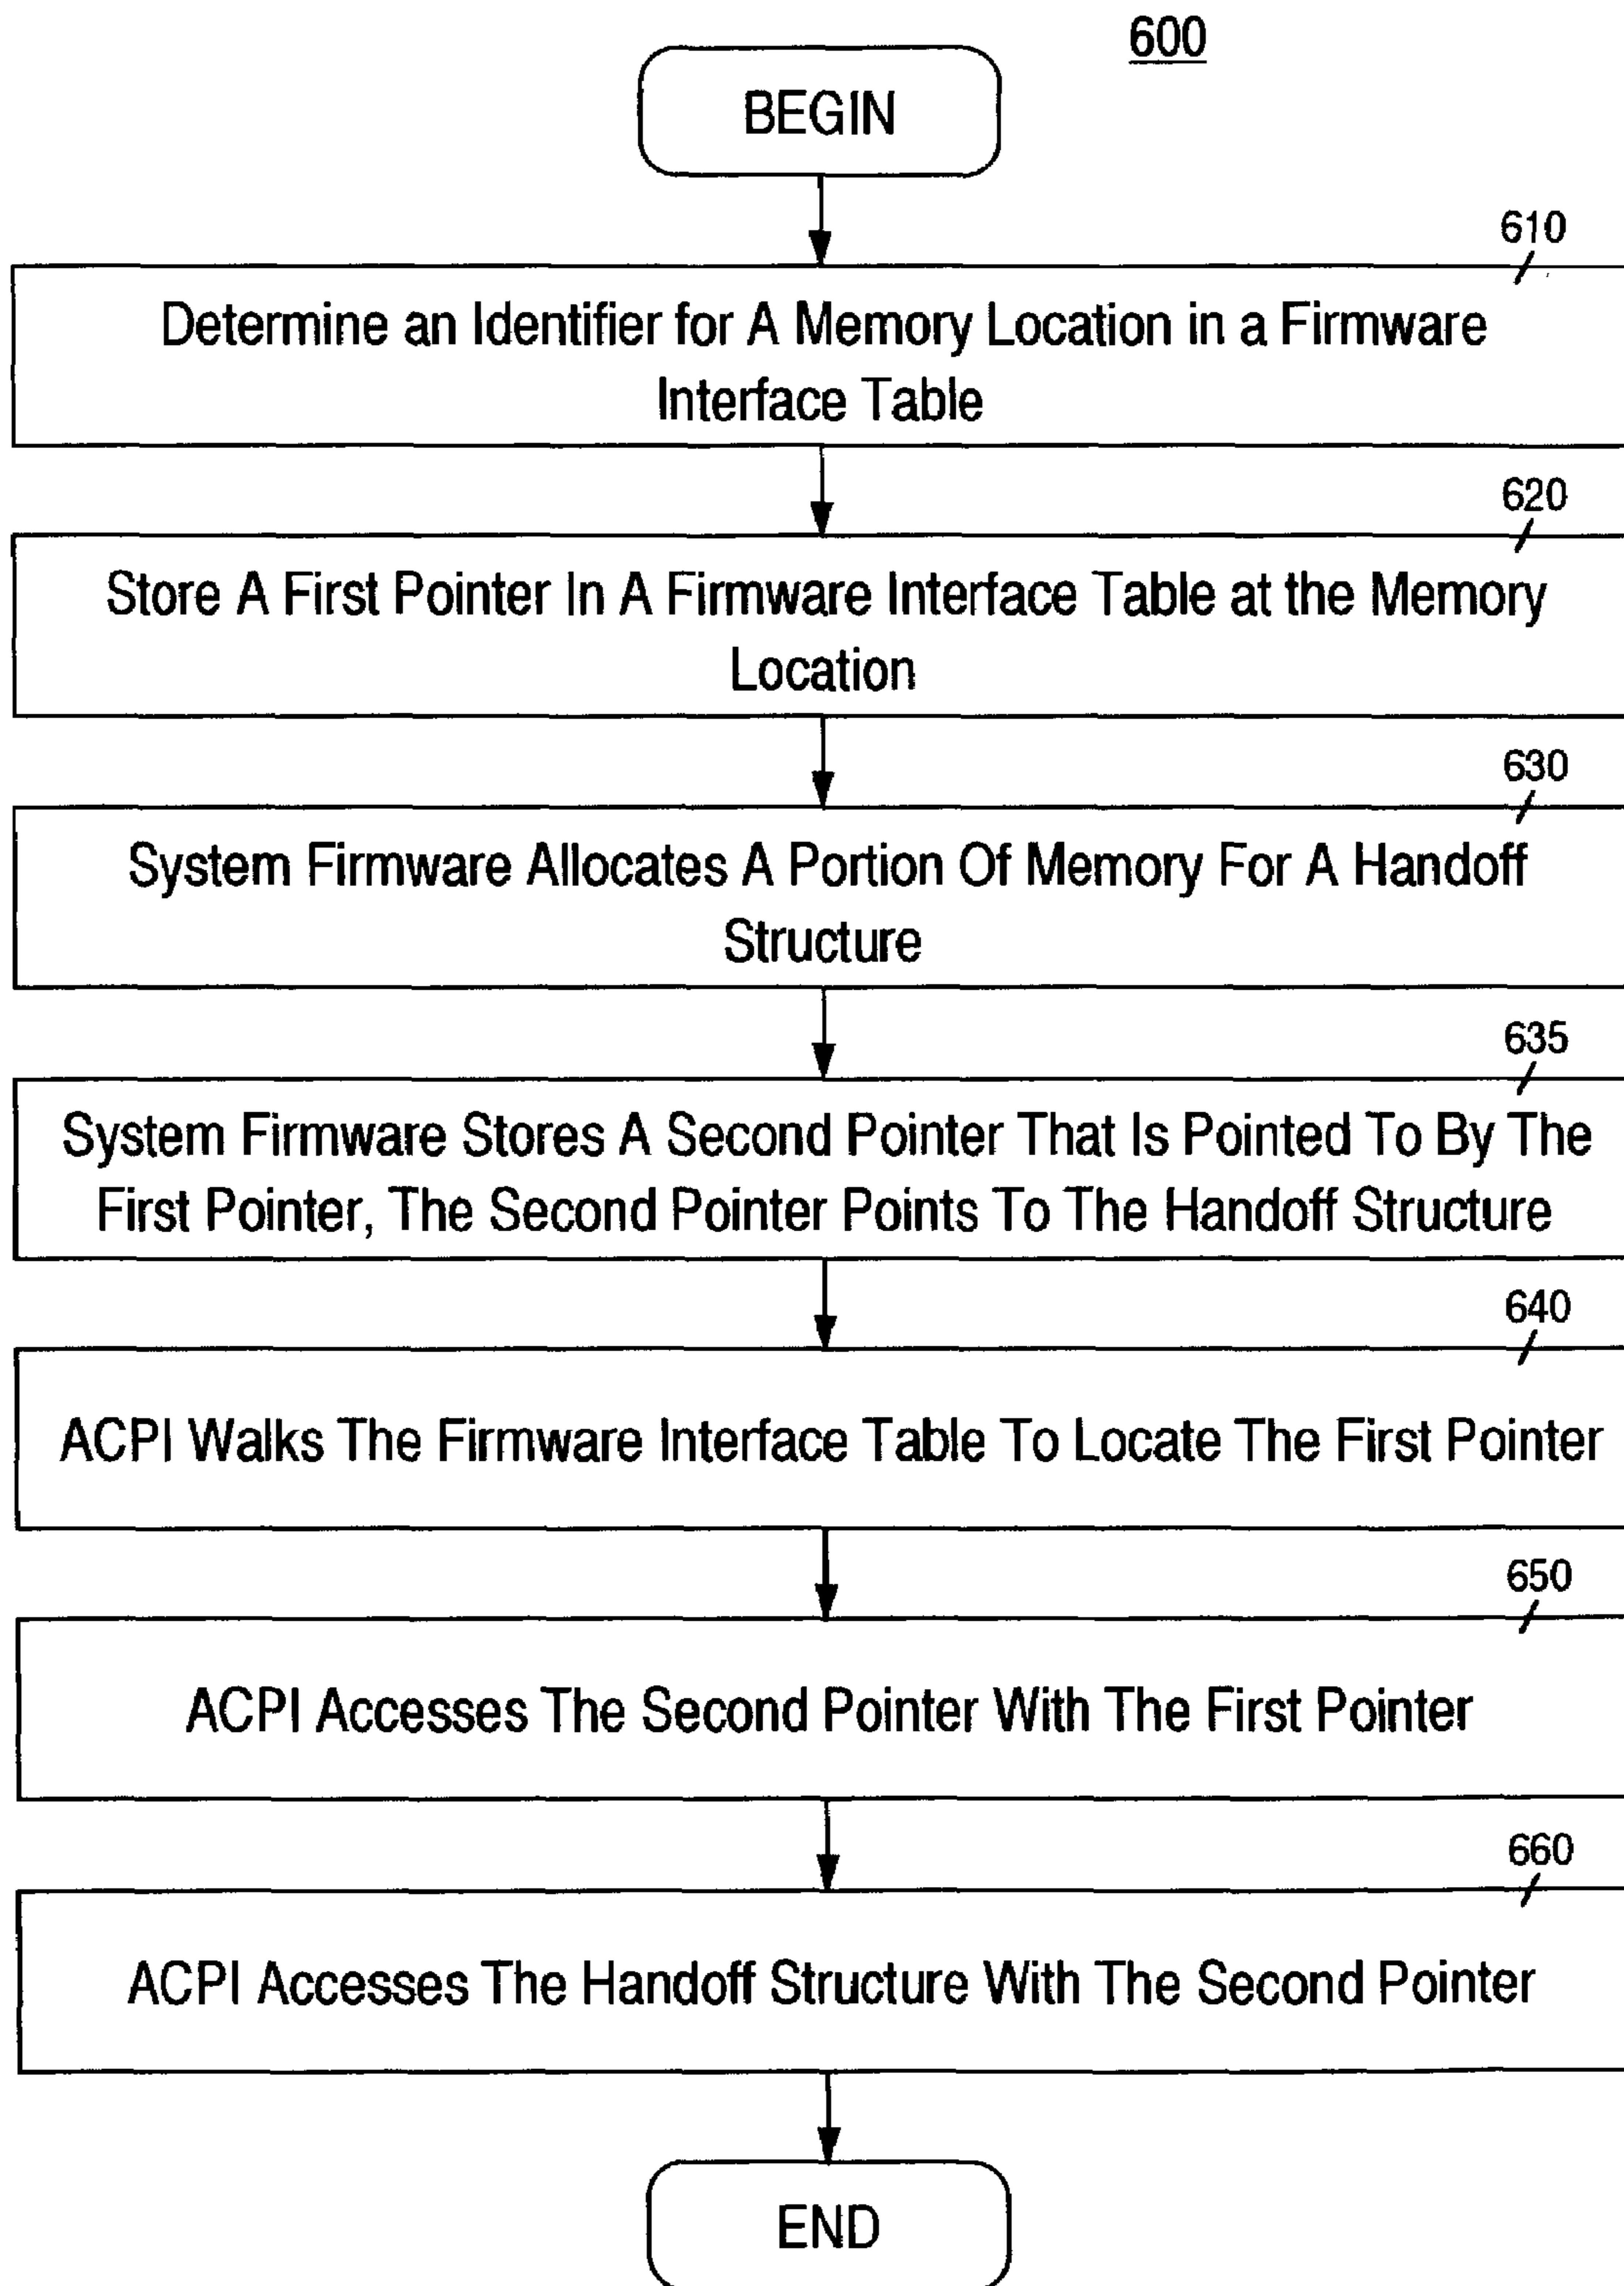 600
BEGIN
610
Determine an Identifier for A Memory Location in a Firmware
Interface Table
620
Store A First Pointer In A Firmware Interface Table at the Memory
Location
630
System Firmware Allocates A Portion Of Memory For A Handoff
Structure
635
System Firmware Stores A Second Pointer That Is Pointed To By The
First Pointer, The Second Pointer Points To The Handoff Structure
640
ACPI Walks The Firmware Interface Table To Locate The First Pointer
650
ACPI Accesses The Second Pointer With The First Pointer
660
ACPI Accesses The Handoff Structure With The Second Pointer
END